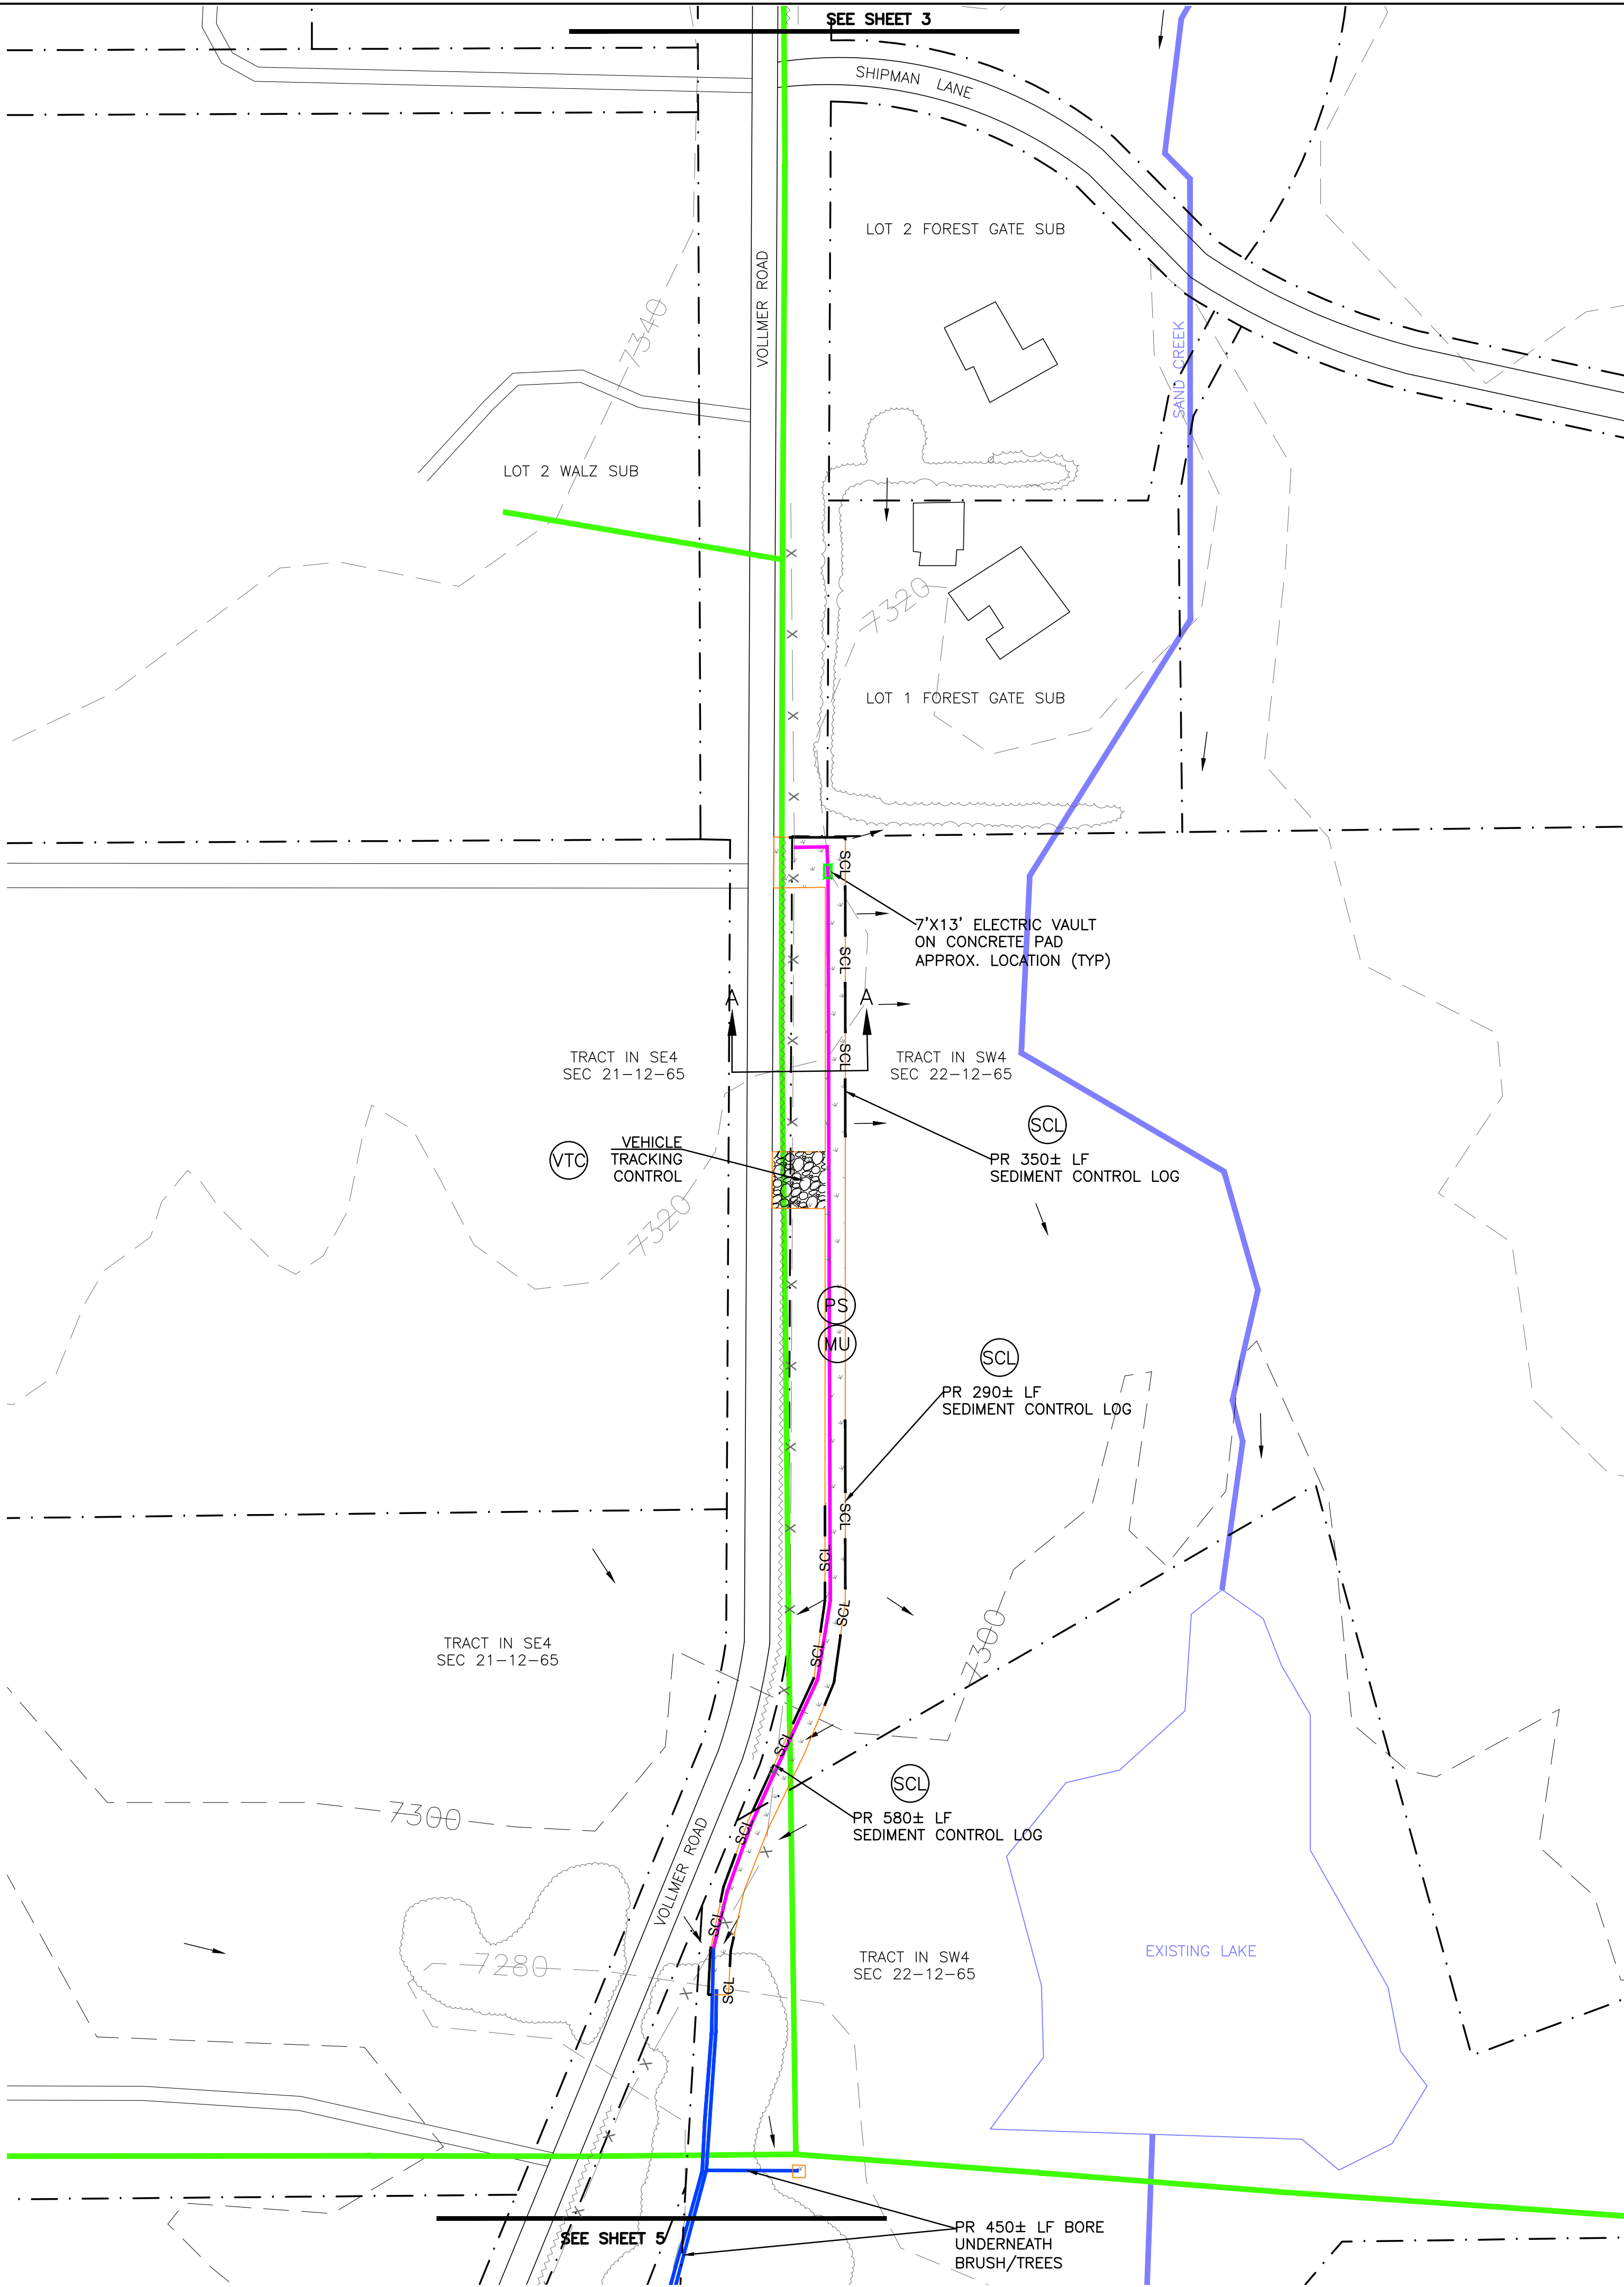 SEE SHEET 3
SHIPMAN LANE
LOT 2 FOREST GATE SUB
VOLLMER ROAD
7340
SAND CREEK
LOT 2 WALZ SUB
7320
LOT 1 FOREST GATE SUB
SCL
7'X13' ELECTRIC VAULT
ON CONCRETE PAD
APPROX. LOCATION (TYP)
SCL
A
A
SCL
TRACT IN SE4
SEC 21-12-65
TRACT IN SW4
SEC 22-12-65
SCL
PR 350± LF
SEDIMENT CONTROL LOG
VTC
VEHICLE
TRACKING
CONTROL
7320
PS
MU
SCL
PR 290± LF
SEDIMENT CONTROL LOG
SCL
SCL
SCL
SCL
7300
TRACT IN SE4
SEC 21-12-65
SCL
SCL
PR 580± LF
SEDIMENT CONTROL LOG
7300
SCL
VOLLMER ROAD
SCL
7280
SCL
TRACT IN SW4
SEC 22-12-65
EXISTING LAKE
PR 450± LF BORE
UNDERNEATH
BRUSH/TREES
SEE SHEET 5